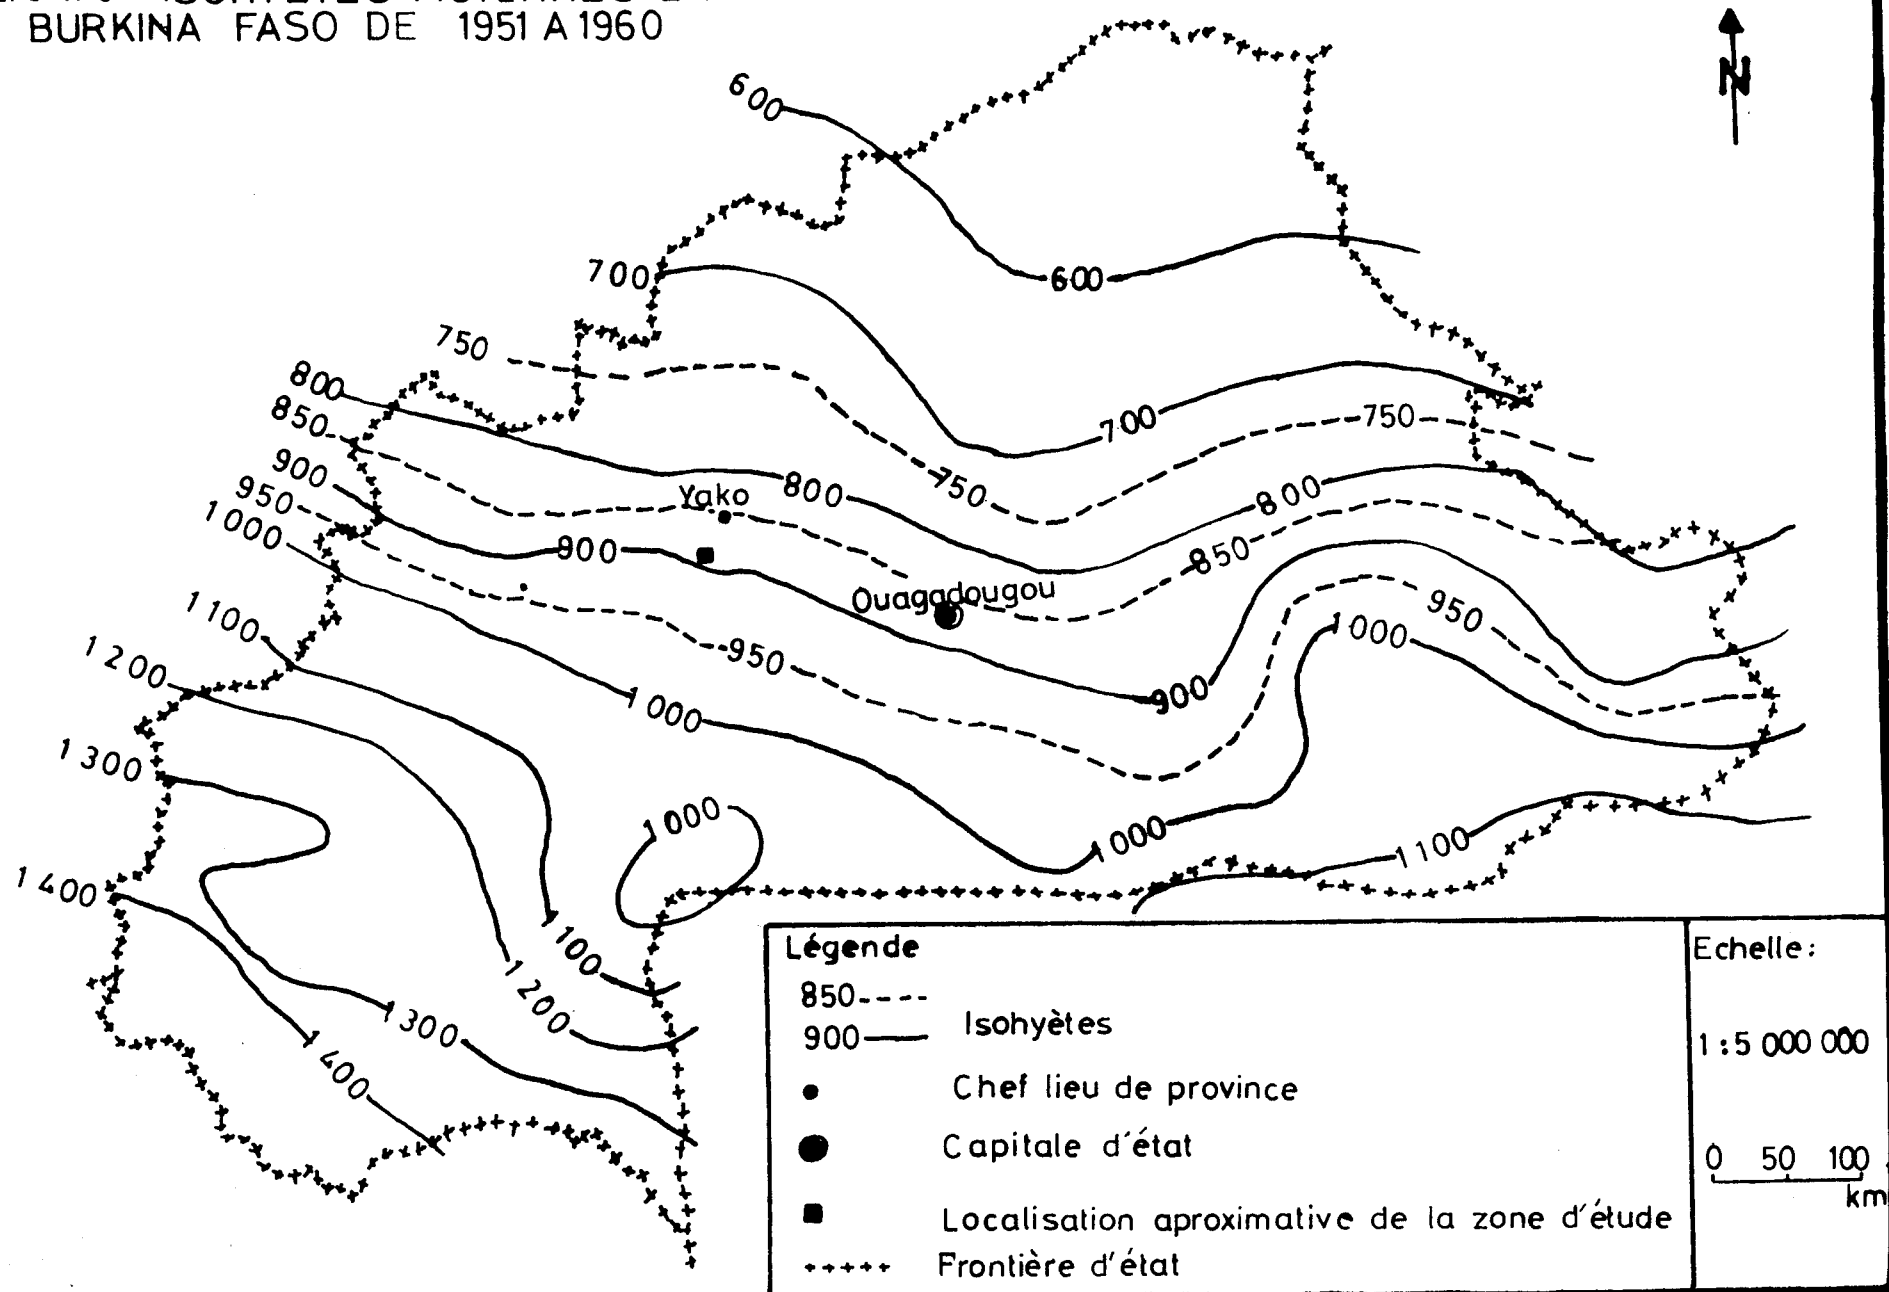 BURKINA FASO DE 1951 A 1960
N
600
600
700
700
750
750
750
800
800
800
850
850
900
900
900
950
950
950
1000
1000
1000
1000
1000
1100
1100
1100
1200
1200
1300
1300
1400
1400
Yako
Ouagadougou
Légende
850
900
Isohyètes
Chef lieu de province
Capitale d'état
Localisation aproximative de la zone d'étude
Frontière d'état
Echelle:
1:5 000 000
0 50 100
km